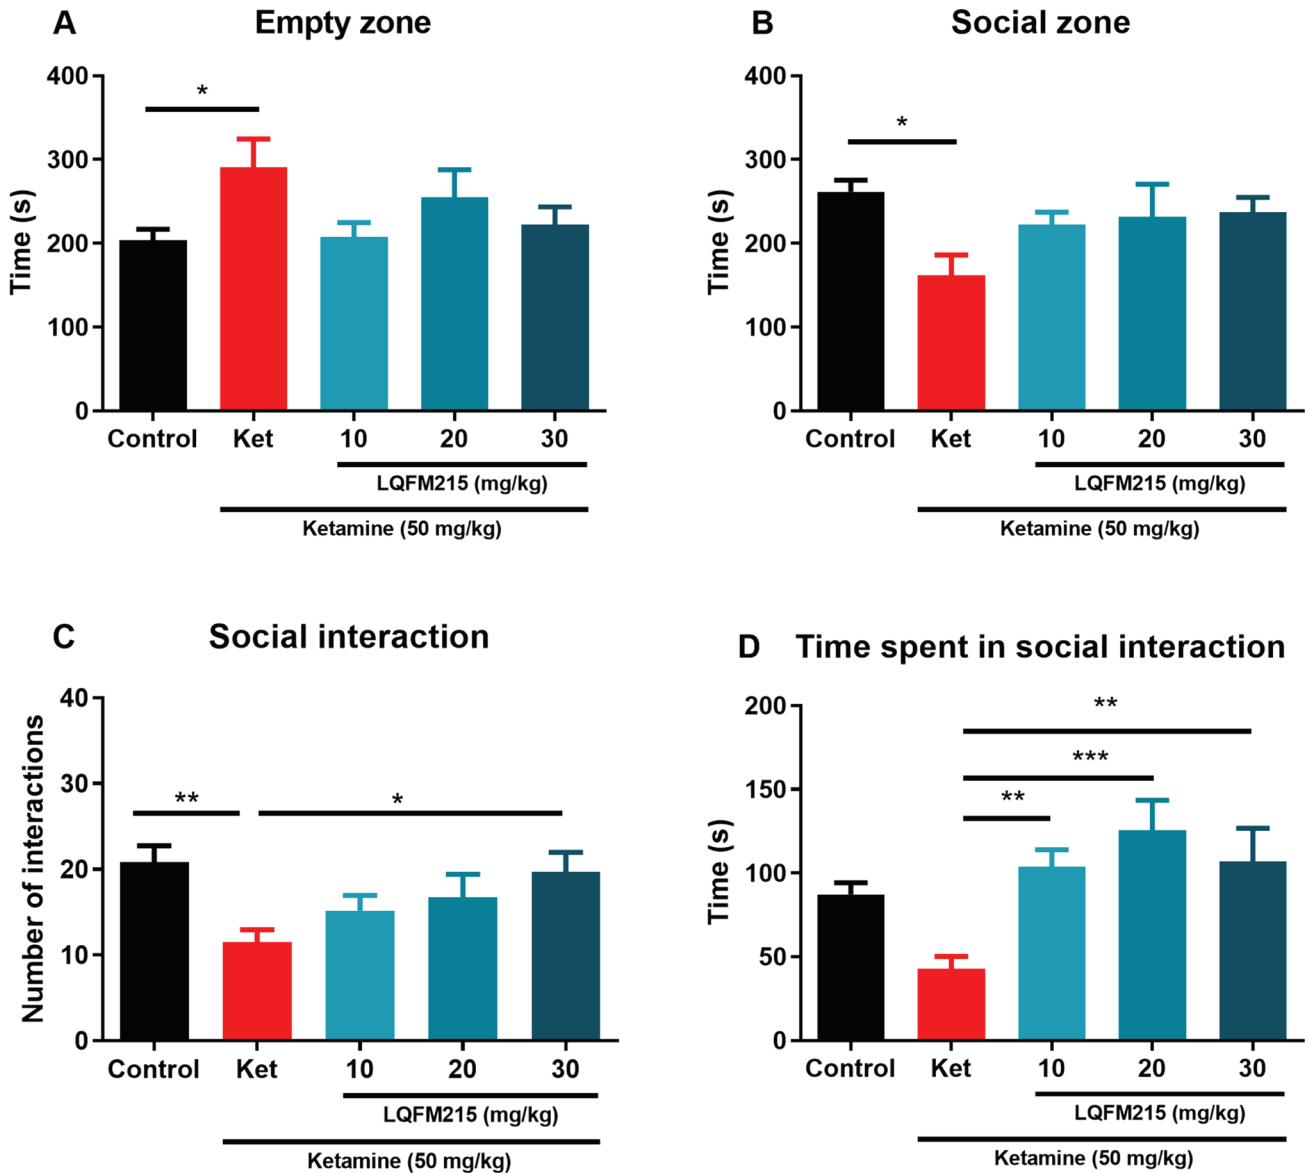 A Empty zone
Time (s)
400
300
200
100
0
*
Control Ket 10 20 30
LQFM215 (mg/kg)
Ketamine (50 mg/kg)
B Social zone
Time (s)
400
300
200
100
0
*
Control Ket 10 20 30
LQFM215 (mg/kg)
Ketamine (50 mg/kg)
C Social interaction
Number of interactions
40
30
20
10
0
** *
Control Ket 10 20 30
LQFM215 (mg/kg)
Ketamine (50 mg/kg)
D Time spent in social interaction
Time (s)
200
150
100
50
0
**
***
**
Control Ket 10 20 30
LQFM215 (mg/kg)
Ketamine (50 mg/kg)